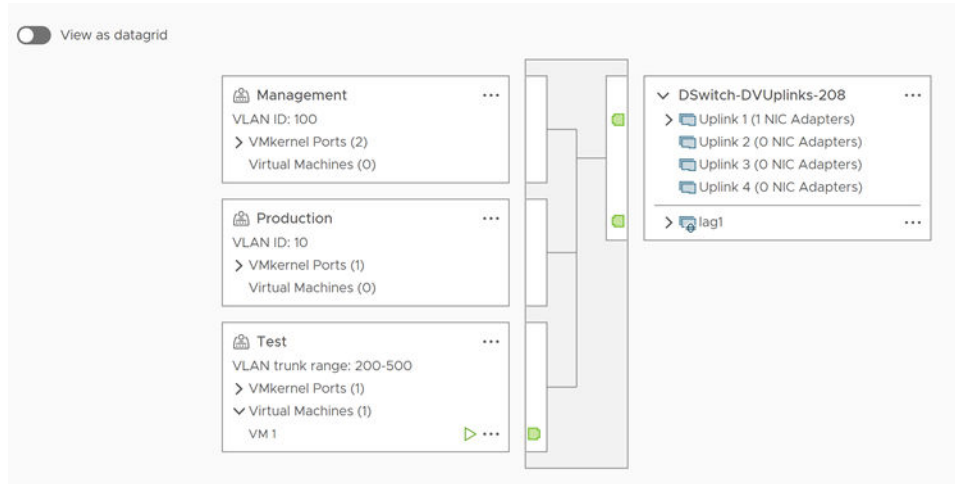 View as datagrid
Management
VLAN ID: 100
VMkernel Ports (2)
Virtual Machines (0)
Production
VLAN ID: 10
VMkernel Ports (1)
Virtual Machines (0)
Test
VLAN trunk range: 200-500
VMkernel Ports (1)
Virtual Machines (1)
VM 1
DSwitch-DVUplinks-208
Uplink 1 (1 NIC Adapters)
Uplink 2 (0 NIC Adapters)
Uplink 3 (0 NIC Adapters)
Uplink 4 (0 NIC Adapters)
lag1